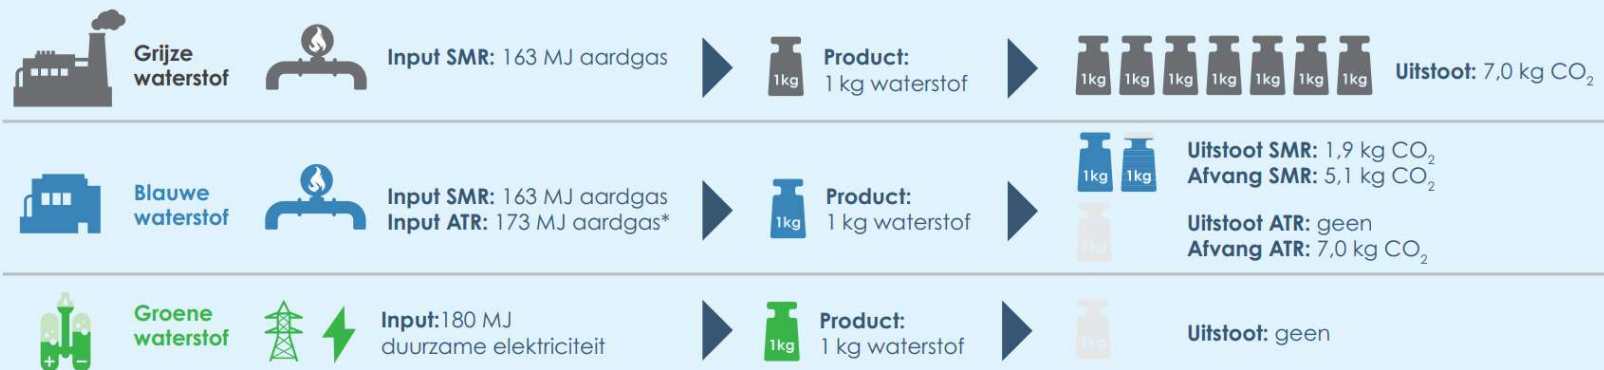 Grijze
waterstof
Input SMR: 163 MJ aardgas
1kg
Product:
1 kg waterstof
1kg 1kg 1kg 1kg 1kg 1kg 1kg
Uitstoot: 7,0 kg CO₂
Blauwe
waterstof
Input SMR: 163 MJ aardgas
Input ATR: 173 MJ aardgas*
1kg
Product:
1 kg waterstof
1kg 1kg
Uitstoot SMR: 1,9 kg CO₂
Afvang SMR: 5,1 kg CO₂
1kg
Uitstoot ATR: geen
Afvang ATR: 7,0 kg CO₂
Groene
waterstof
Input:180 MJ
duurzame elektriciteit
1kg
Product:
1 kg waterstof
1kg
Uitstoot: geen